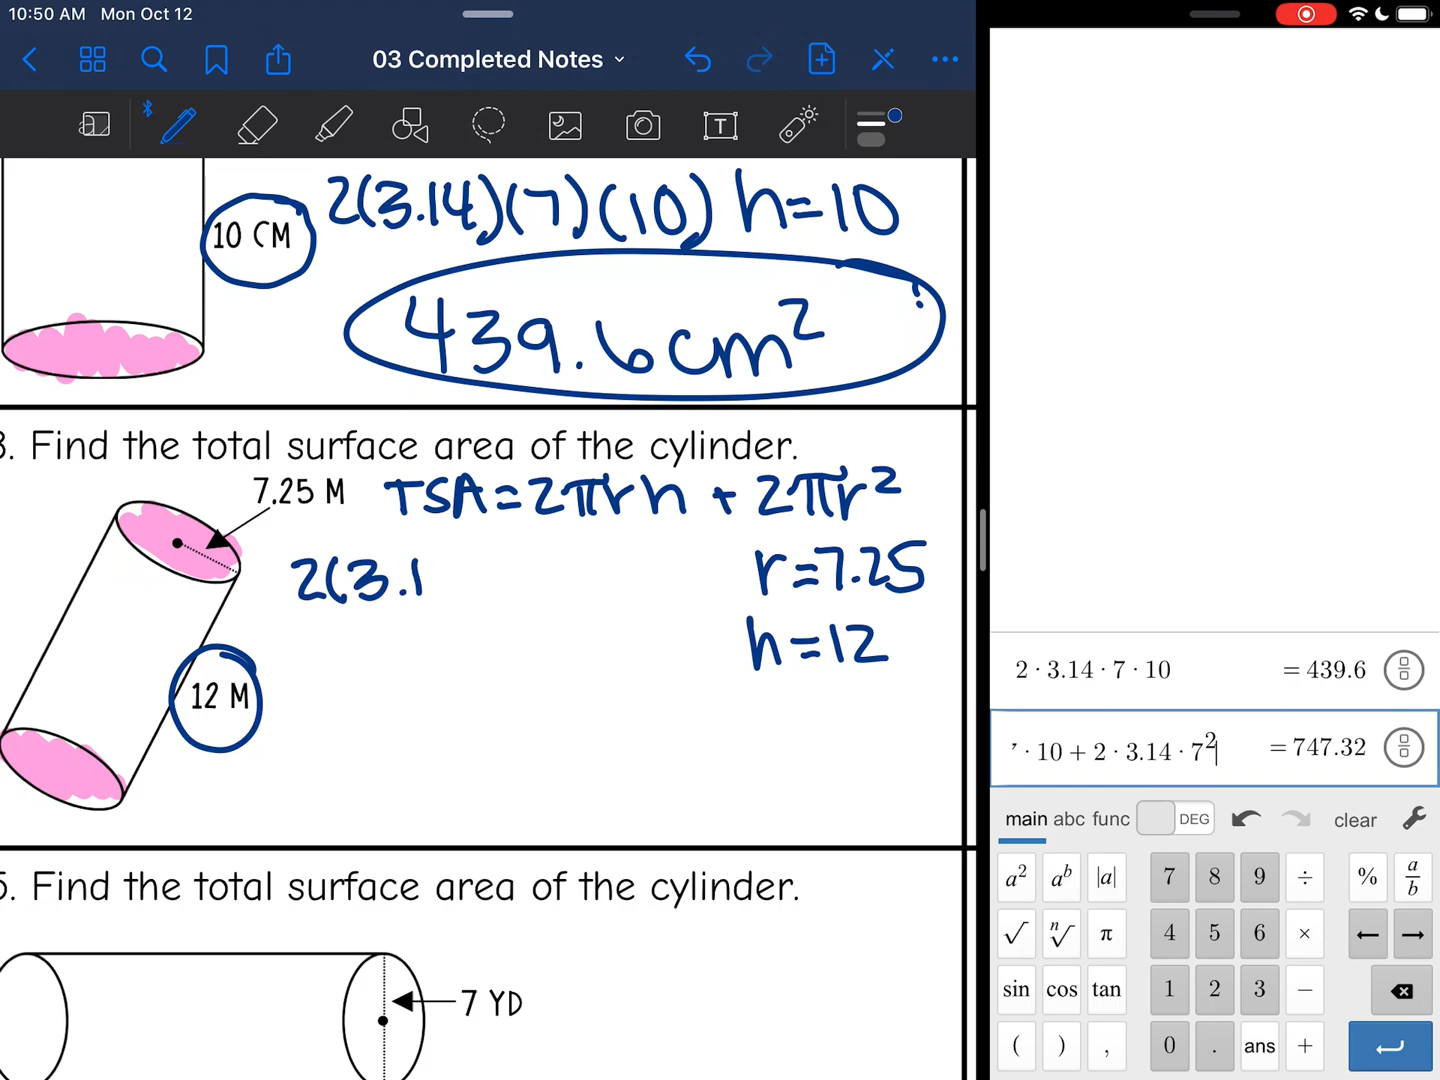 10:50 AM Mon Oct 12
03 Completed Notes
T
2(3.14)(7)(10) h=10
10 CM
439.6cm²
3. Find the total surface area of the cylinder.
7.25 M
TSA=2πrh + 2πr²
2(3.1
r=7.25
h=12
12 M
5. Find the total surface area of the cylinder.
7 YD
2 · 3.14 · 7 · 10 = 439.6
· 10 + 2 · 3.14 · 7² = 747.32
main abc func DEG clear
a² aᵇ |a| 7 8 9 ÷ % a/b
√ ⁿ√ π 4 5 6 × ← →
sin cos tan 1 2 3 −
( ) , 0 . ans +